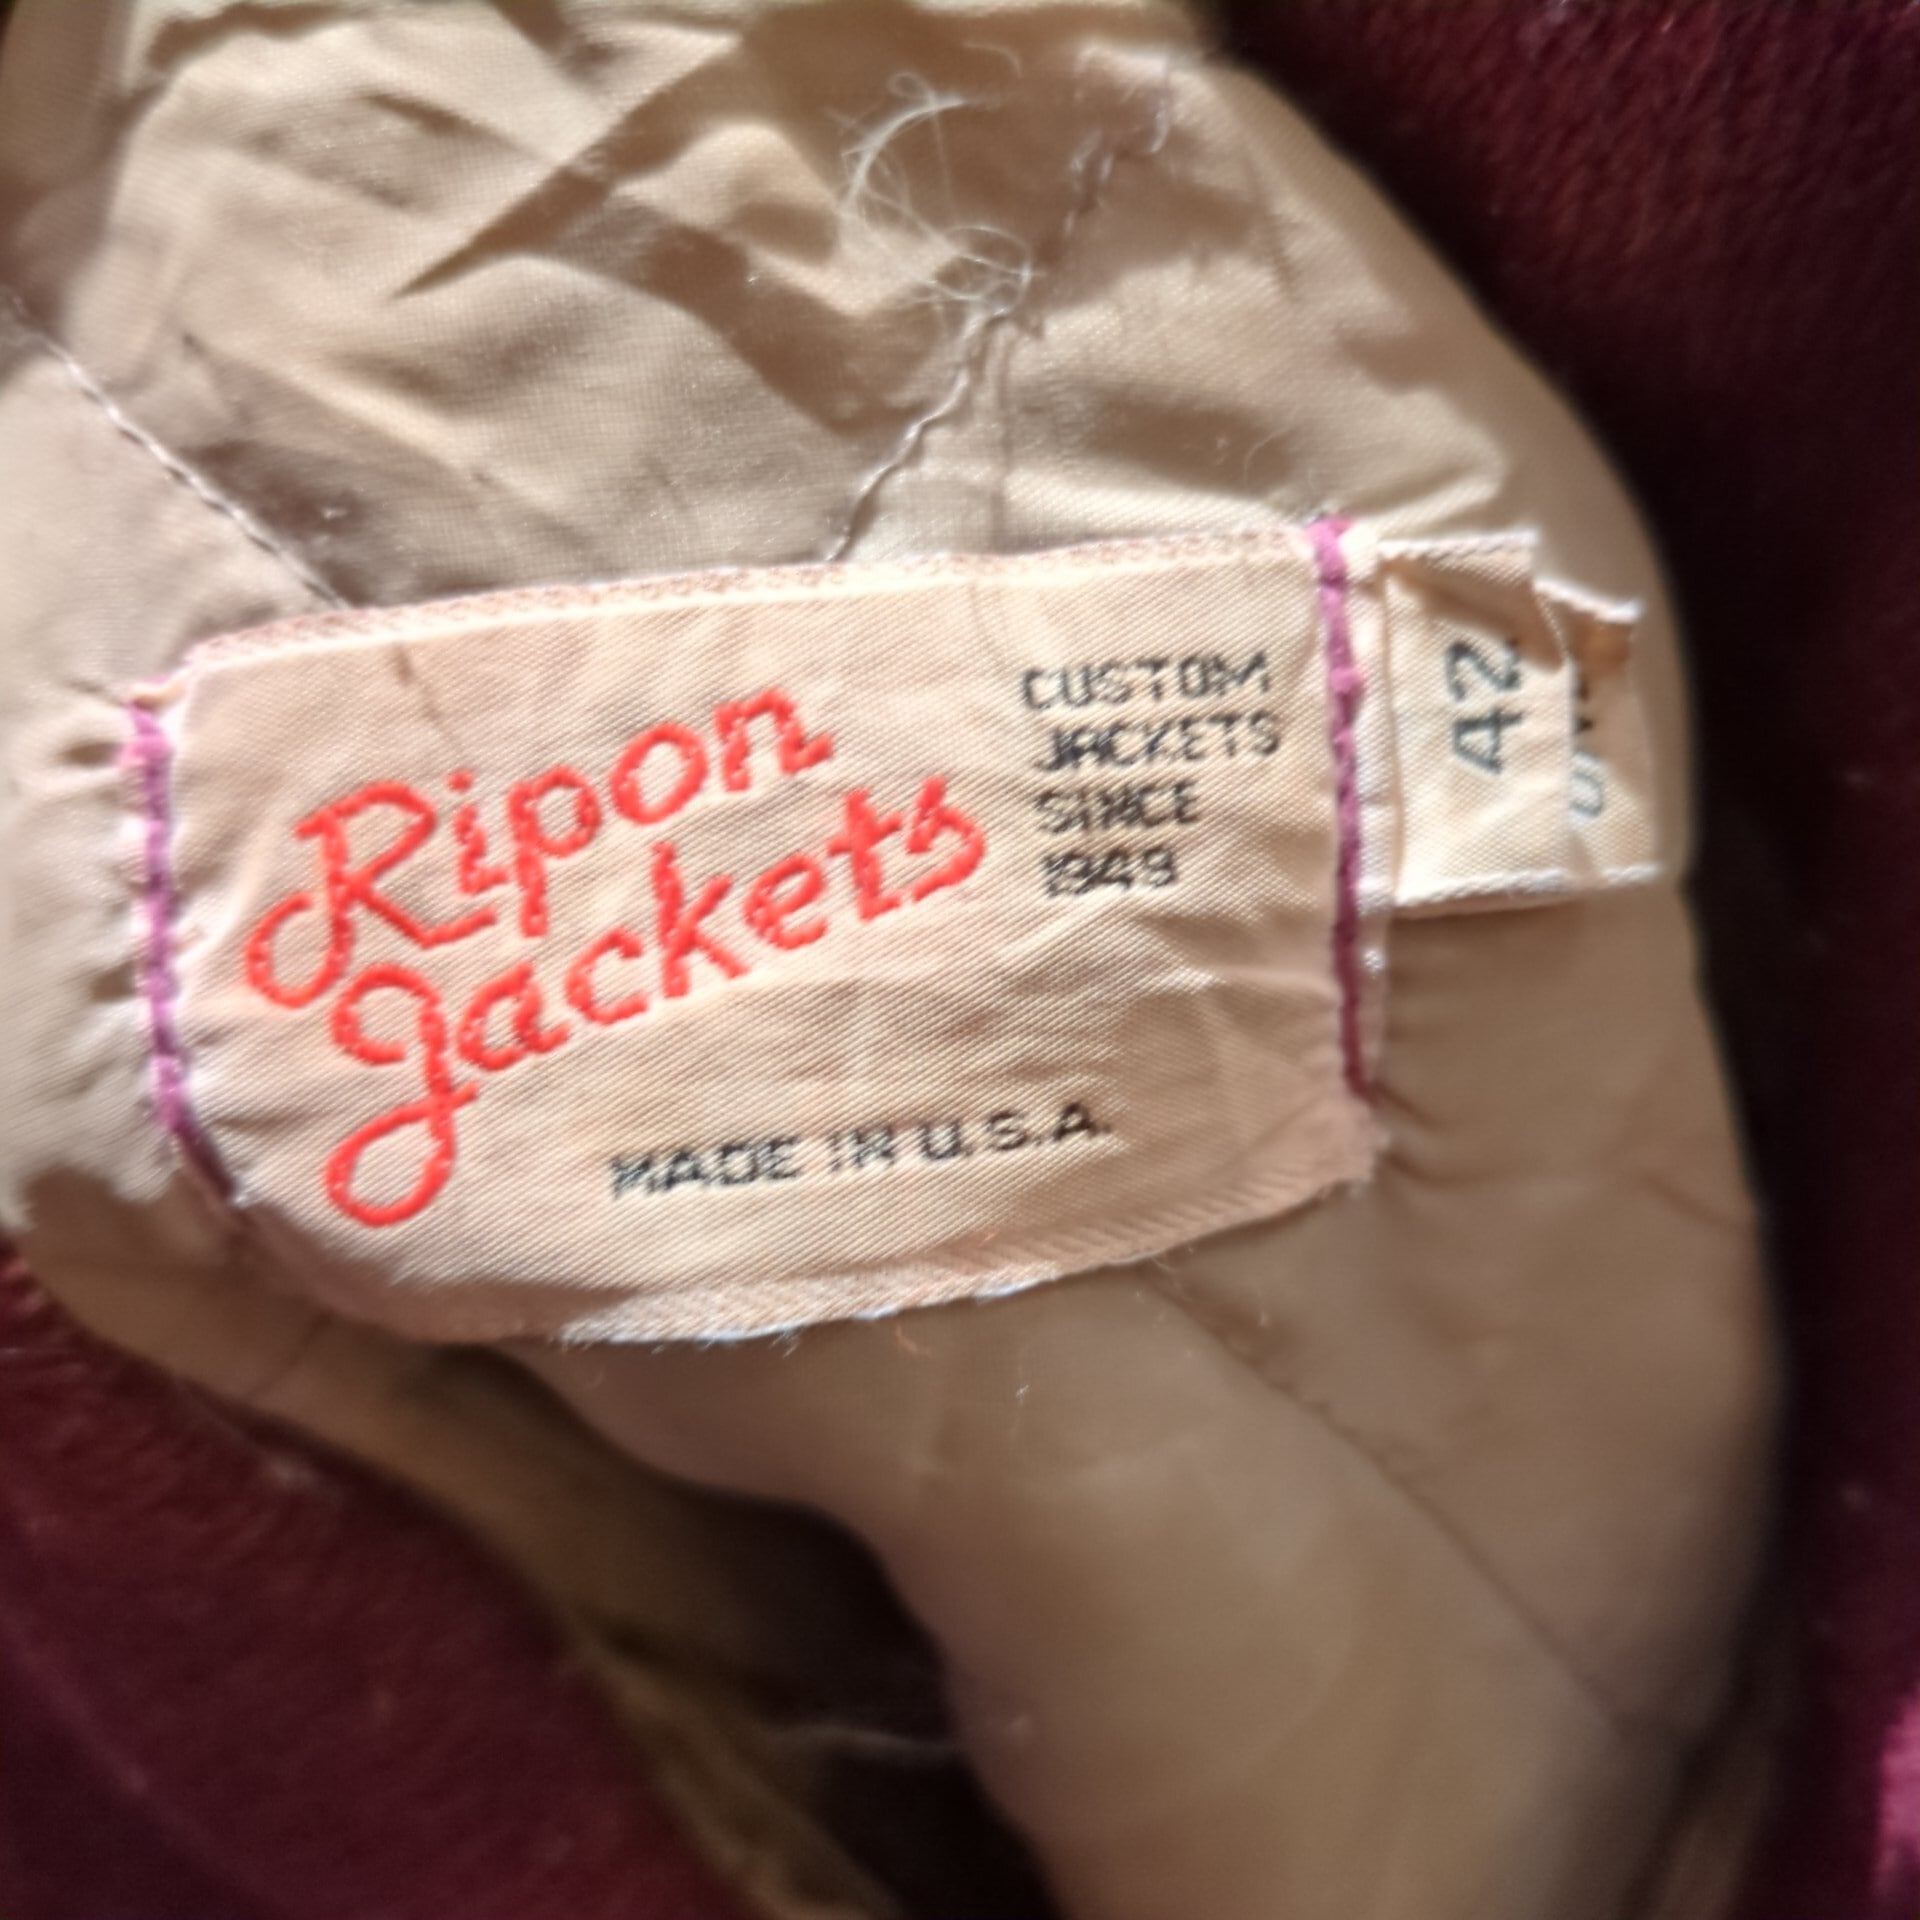 Ripon
Jackets
CUSTOM
JACKETS
SINCE
1949
MADE IN U.S.A.
42